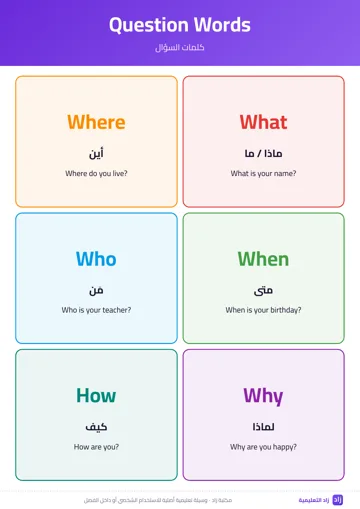 Question Words
كلمات السؤال
Where
أين
Where do you live?
What
ماذا / ما
What is your name?
Who
مَن
Who is your teacher?
When
متى
When is your birthday?
How
كيف
How are you?
Why
لماذا
Why are you happy?
زاد زاد التعليمية
مكتبة زاد · وسيلة تعليمية أصلية للاستخدام الشخصي أو داخل الفصل